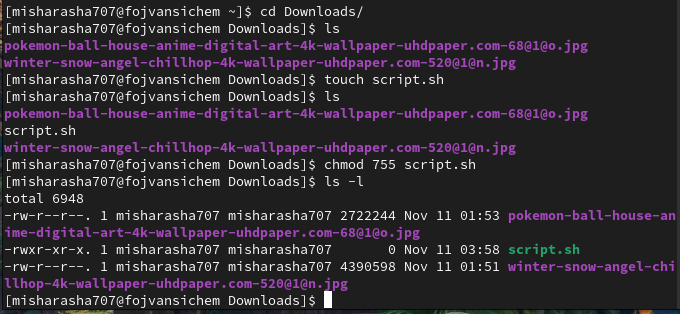 [misharasha707@fojvansichem ~]$ cd Downloads/
[misharasha707@fojvansichem Downloads]$ ls
pokemon-ball-house-anime-digital-art-4k-wallpaper-uhdpaper.com-68@1@o.jpg
winter-snow-angel-chillhop-4k-wallpaper-uhdpaper.com-520@1@n.jpg
[misharasha707@fojvansichem Downloads]$ touch script.sh
[misharasha707@fojvansichem Downloads]$ ls
pokemon-ball-house-anime-digital-art-4k-wallpaper-uhdpaper.com-68@1@o.jpg
script.sh
winter-snow-angel-chillhop-4k-wallpaper-uhdpaper.com-520@1@n.jpg
[misharasha707@fojvansichem Downloads]$ chmod 755 script.sh
[misharasha707@fojvansichem Downloads]$ ls -l
total 6948
-rw-r--r--. 1 misharasha707 misharasha707 2722244 Nov 11 01:53 pokemon-ball-house-an
ime-digital-art-4k-wallpaper-uhdpaper.com-68@1@o.jpg
-rwxr-xr-x. 1 misharasha707 misharasha707       0 Nov 11 03:58 script.sh
-rw-r--r--. 1 misharasha707 misharasha707 4390598 Nov 11 01:51 winter-snow-angel-chi
llhop-4k-wallpaper-uhdpaper.com-520@1@n.jpg
[misharasha707@fojvansichem Downloads]$